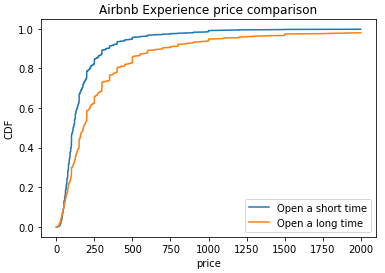 Airbnb Experience price comparison
1.0
0.8
0.6
0.4
0.2
0.0
CDF
Open a short time
Open a long time
0 250 500 750 1000 1250 1500 1750 2000
price